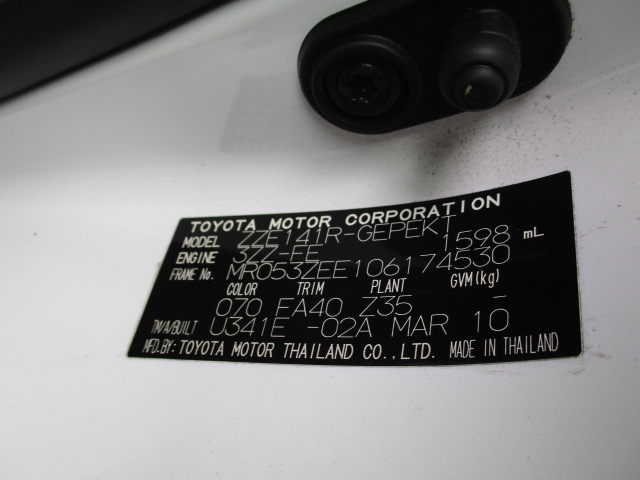 TOYOTA MOTOR CORPORATION
MODEL ZZE141R-GEPEKT
ENGINE 3ZZ-EE 1598 mL
FRAME No. MR053ZEE106174530
COLOR TRIM PLANT GVM(kg)
070 FA40 Z35 -
TM/A/BUILT U341E -02A MAR 10
MFD.BY: TOYOTA MOTOR THAILAND CO.,LTD. MADE IN THAILAND